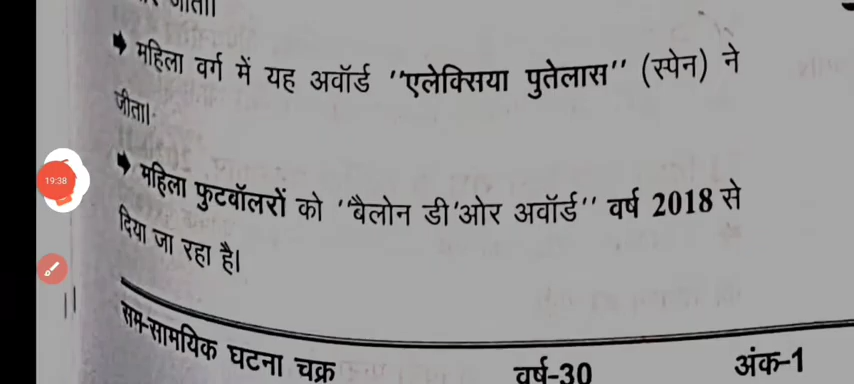 जीता।
➡ महिला वर्ग में यह अवॉर्ड ''एलेक्सिया पुतेलास'' (स्पेन) ने
जीता।
19:38
➡ महिला फुटबॉलरों को ''बैलोन डी'ओर अवॉर्ड'' वर्ष 2018 से
दिया जा रहा है।
सम-सामयिक घटना चक्र वर्ष-30 अंक-1